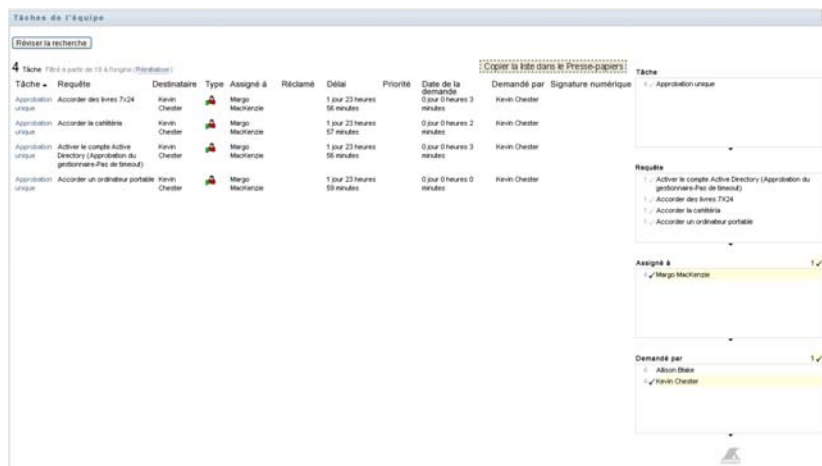 Tâches de l'équipe
Réviser la recherche
4 Tâche Filtré à partir de 18 à l'origine (Réinitialiser)
Copier la liste dans le Presse-papiers
Tâche Requête Destinataire Type Assigné à Réclamé Délai Priorité Date de la demande Demandé par Signature numérique
Approbation unique Accorder des livres 7x24 Kevin Chester Margo MacKenzie 1 jour 23 heures 56 minutes 0 jour 0 heures 3 minutes Kevin Chester
Approbation unique Accorder la cafétéria Kevin Chester Margo MacKenzie 1 jour 23 heures 57 minutes 0 jour 0 heures 2 minutes Kevin Chester
Approbation unique Activer le compte Active Directory (Approbation du gestionnaire-Pas de timeout) Kevin Chester Margo MacKenzie 1 jour 23 heures 56 minutes 0 jour 0 heures 3 minutes Kevin Chester
Approbation unique Accorder un ordinateur portable Kevin Chester Margo MacKenzie 1 jour 23 heures 59 minutes 0 jour 0 heures 0 minutes Kevin Chester
Tâche
Approbation unique
Requête
1 Activer le compte Active Directory (Approbation du
gestionnaire-Pas de timeout)
1 Accorder des livres 7X24
1 Accorder la cafétéria
1 Accorder un ordinateur portable
Assigné à 1
4 Margo MacKenzie
Demandé par 1
Allison Blake
4 Kevin Chester